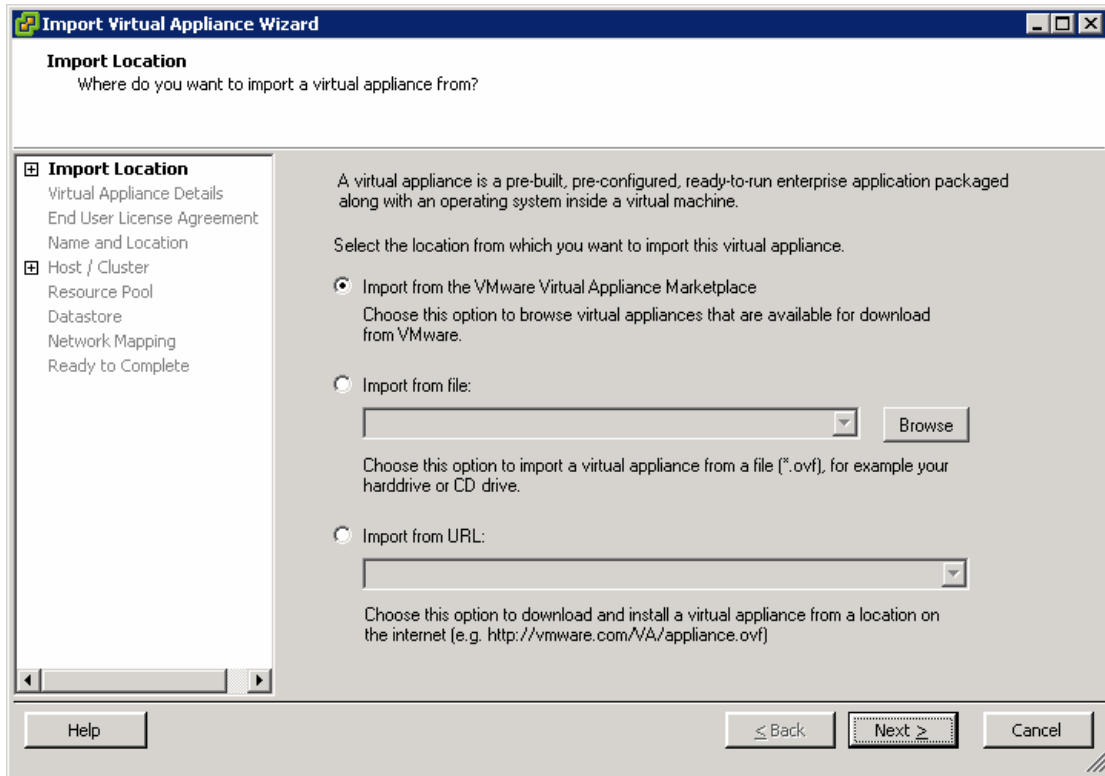 Import Virtual Appliance Wizard
Import Location
Where do you want to import a virtual appliance from?
Import Location
Virtual Appliance Details
End User License Agreement
Name and Location
Host / Cluster
Resource Pool
Datastore
Network Mapping
Ready to Complete
A virtual appliance is a pre-built, pre-configured, ready-to-run enterprise application packaged
along with an operating system inside a virtual machine.
Select the location from which you want to import this virtual appliance.
Import from the VMware Virtual Appliance Marketplace
Choose this option to browse virtual appliances that are available for download
from VMware.
Import from file:
Browse
Choose this option to import a virtual appliance from a file (*.ovf), for example your
harddrive or CD drive.
Import from URL:
Choose this option to download and install a virtual appliance from a location on
the internet (e.g. http://vmware.com/VA/appliance.ovf)
Help
< Back
Next >
Cancel